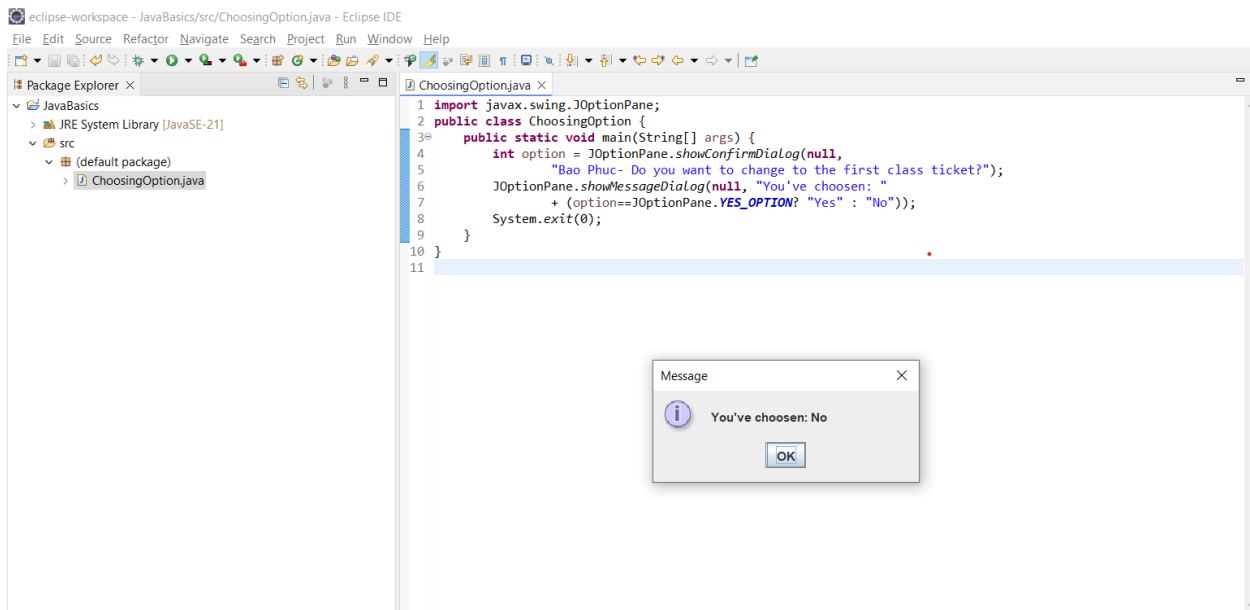 eclipse-workspace - JavaBasics/src/ChoosingOption.java - Eclipse IDE
File Edit Source Refactor Navigate Search Project Run Window Help
Package Explorer
JavaBasics
JRE System Library [JavaSE-21]
src
(default package)
ChoosingOption.java
ChoosingOption.java
1 import javax.swing.JOptionPane;
2 public class ChoosingOption {
3 public static void main(String[] args) {
4 int option = JOptionPane.showConfirmDialog(null,
5 "Bao Phuc- Do you want to change to the first class ticket?");
6 JOptionPane.showMessageDialog(null, "You've choosen: "
7 + (option==JOptionPane.YES_OPTION? "Yes" : "No"));
8 System.exit(0);
9 }
10 }
11
Message
You've choosen: No
OK